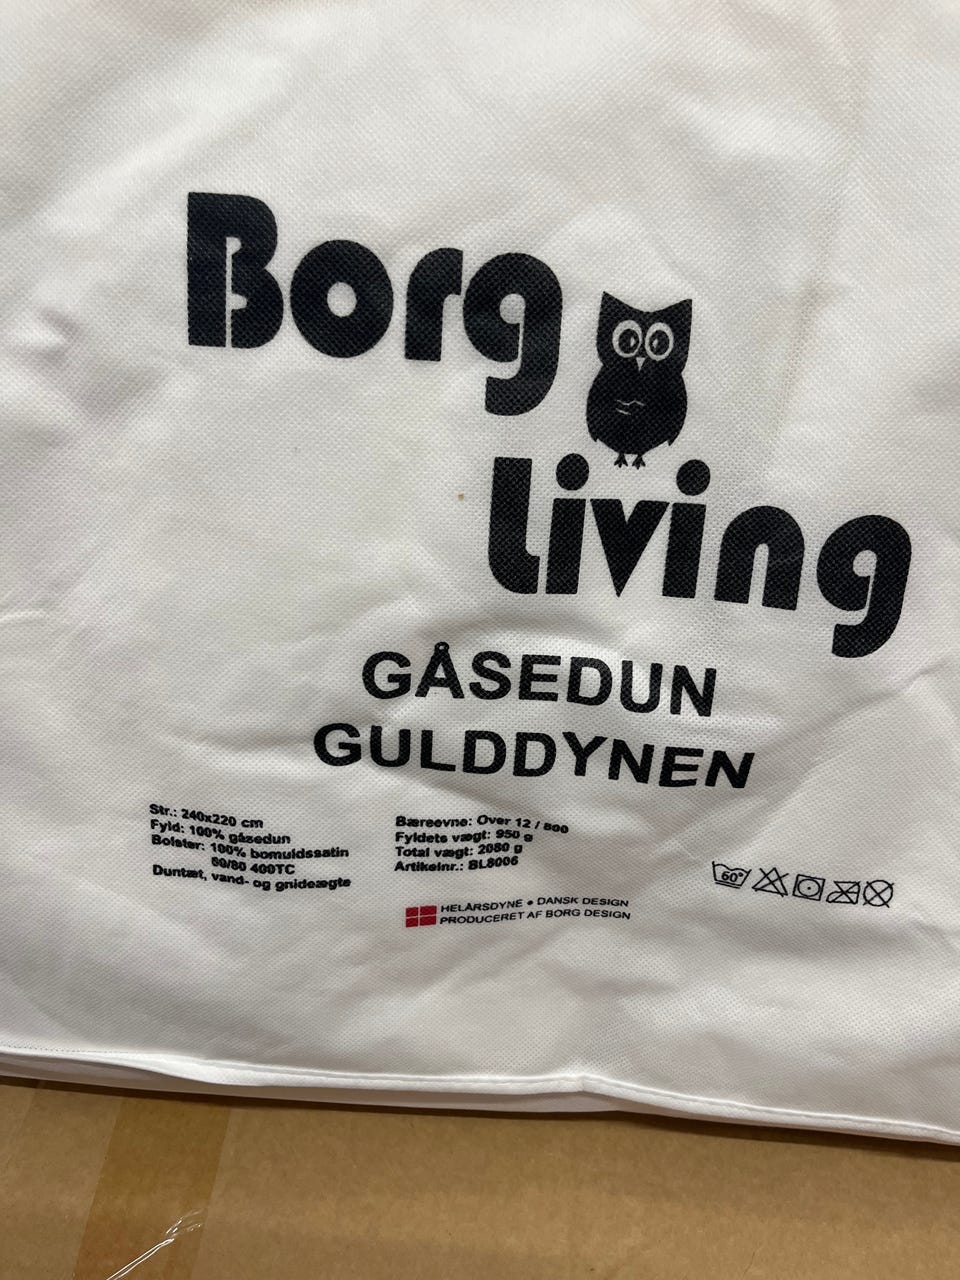 Borg
Living
GÅSEDUN
GULDDYNEN
Str.: 240x220 cm
Fyld: 100% gåsedun
Bolster: 100% bomuldssatin
60/80 400TC
Duntæt, vand- og gnideægte
Bæreevne: Over 12 / 800
Fyldets vægt: 950 g
Total vægt: 2080 g
Artikelnr.: BL8006
60°
HELÅRSDYNE • DANSK DESIGN
PRODUCERET AF BORG DESIGN